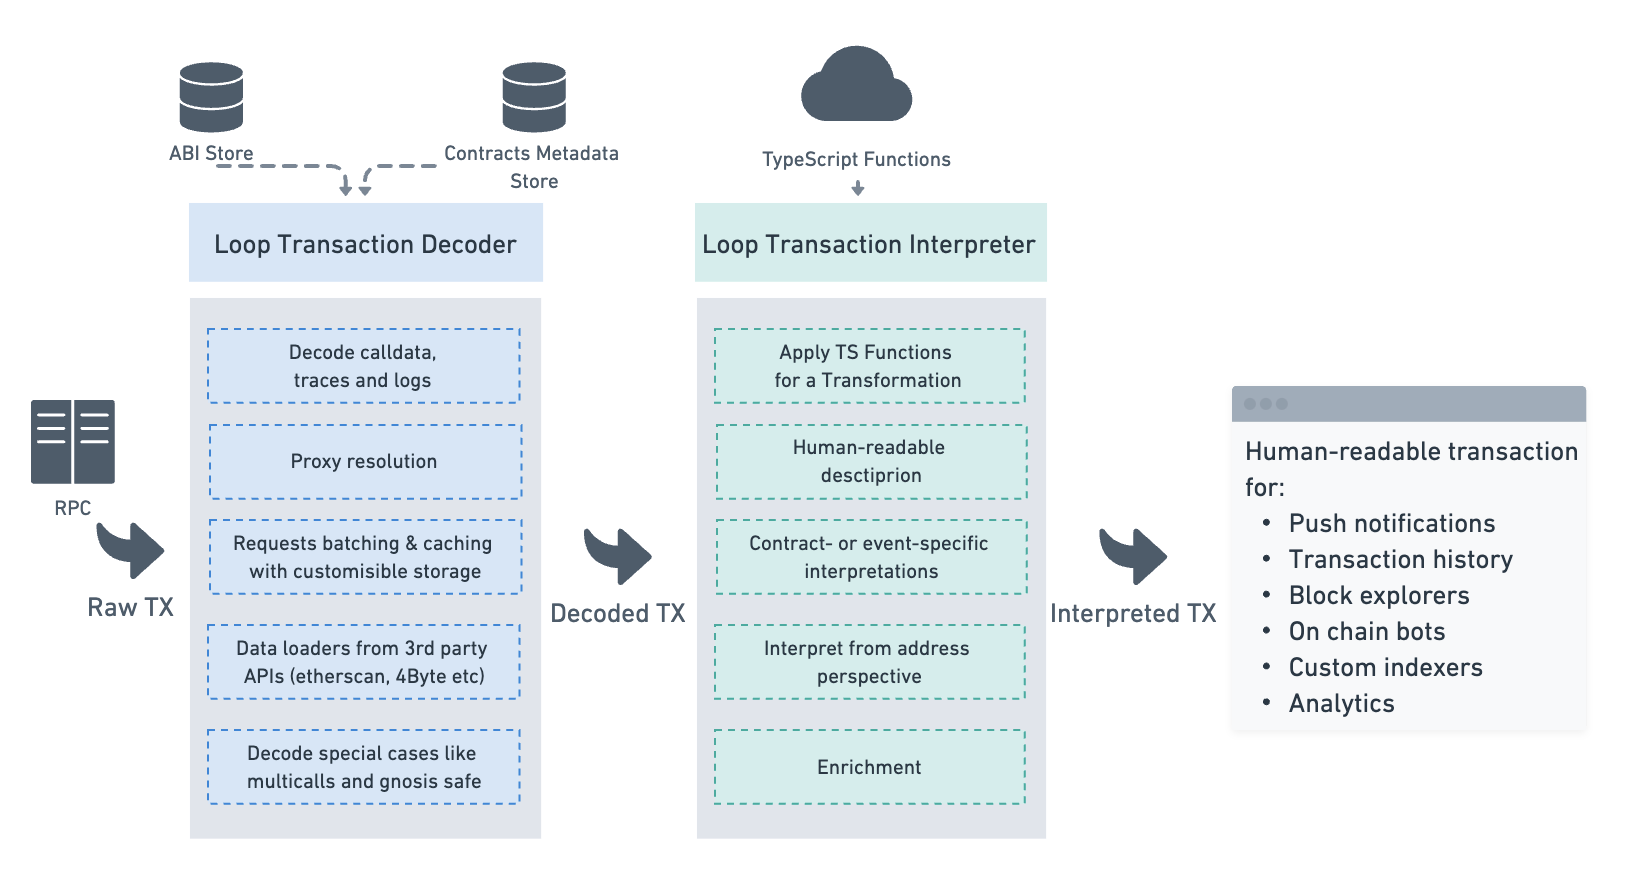 ABI Store
Contracts Metadata
Store
TypeScript Functions
Loop Transaction Decoder
Loop Transaction Interpreter
RPC
Raw TX
Decode calldata,
traces and logs
Proxy resolution
Requests batching & caching
with customisible storage
Data loaders from 3rd party
APIs (etherscan, 4Byte etc)
Decode special cases like
multicalls and gnosis safe
Decoded TX
Apply TS Functions
for a Transformation
Human-readable
desctiprion
Contract- or event-specific
interpretations
Interpret from address
perspective
Enrichment
Interpreted TX
Human-readable transaction
for:
• Push notifications
• Transaction history
• Block explorers
• On chain bots
• Custom indexers
• Analytics